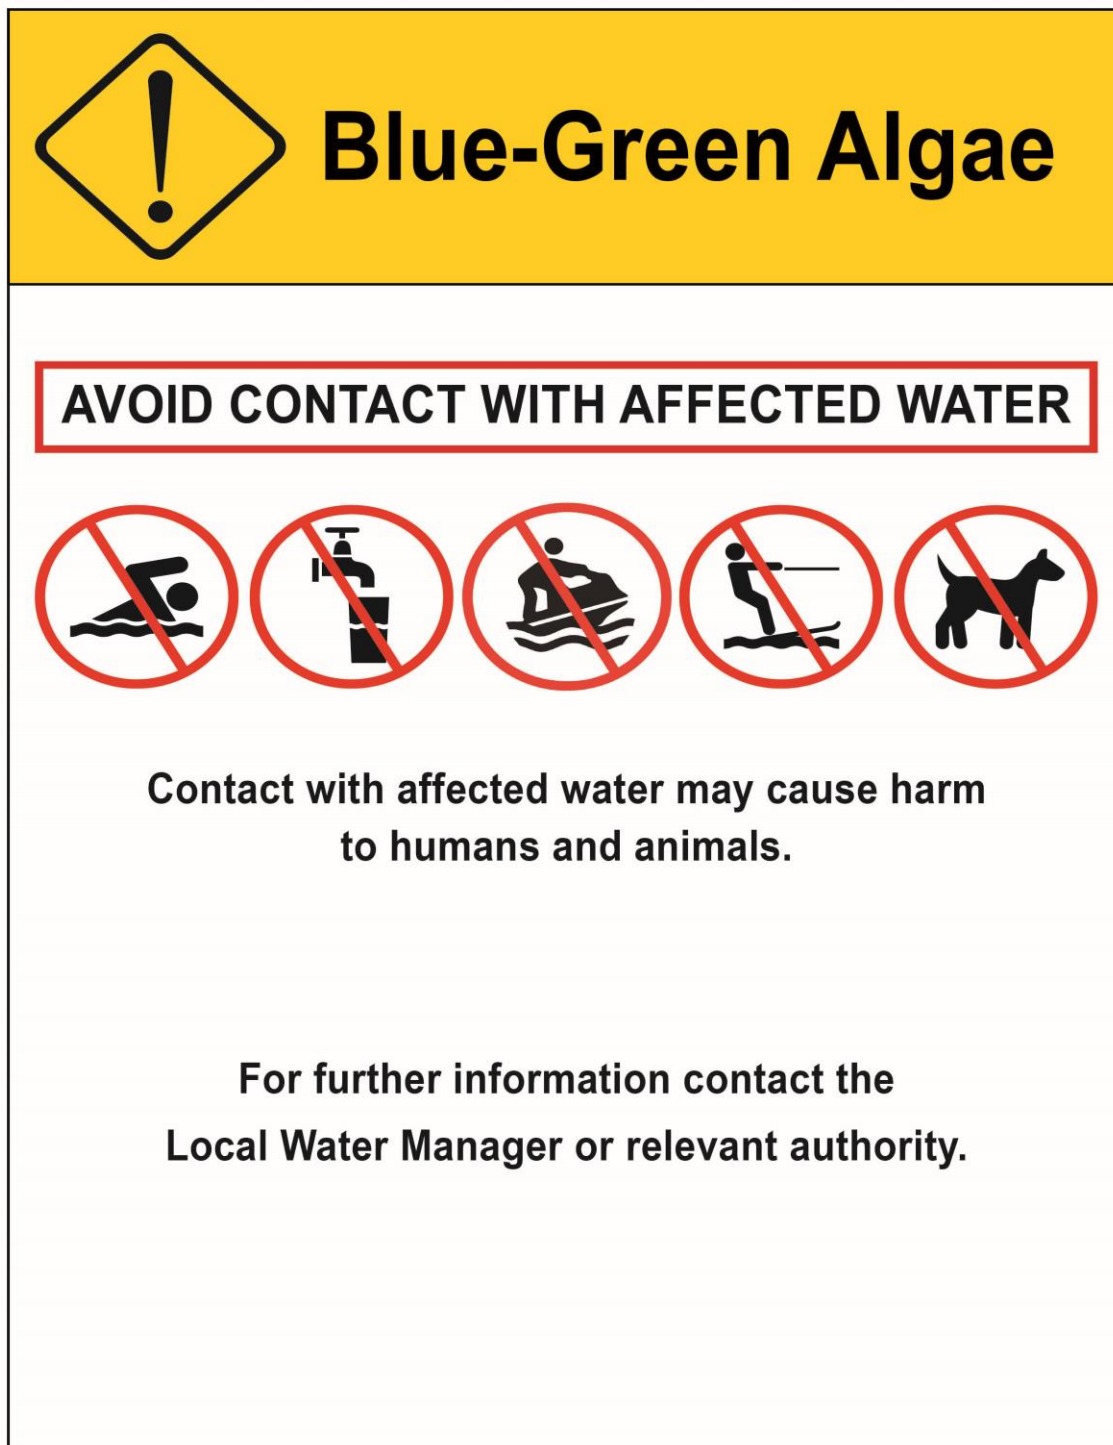 Blue-Green Algae
AVOID CONTACT WITH AFFECTED WATER
Contact with affected water may cause harm
to humans and animals.
For further information contact the
Local Water Manager or relevant authority.